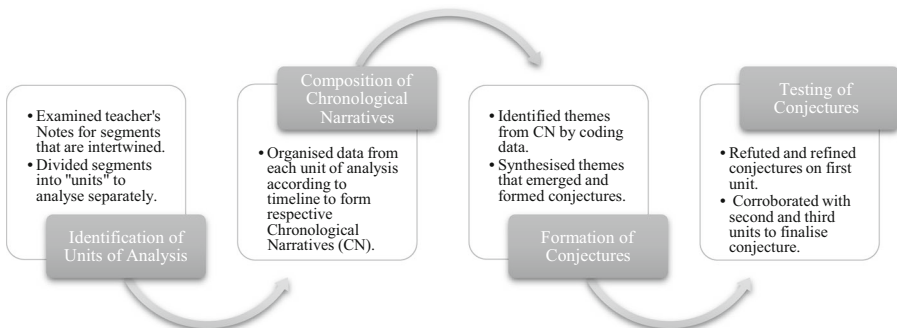 • Examined teacher's
Notes for segments
that are intertwined.
• Divided segments
into "units" to
analyse separately.
Identification of
Units of Analysis
Composition of
Chronological
Narratives
• Organised data from
each unit of analysis
according to
timeline to form
respective
Chronological
Narratives (CN).
• Identified themes
from CN by coding
data.
• Synthesised themes
that emerged and
formed conjectures.
Formation of
Conjectures
Testing of
Conjectures
• Refuted and refined
conjectures on first
unit.
• Corroborated with
second and third
units to finalise
conjecture.